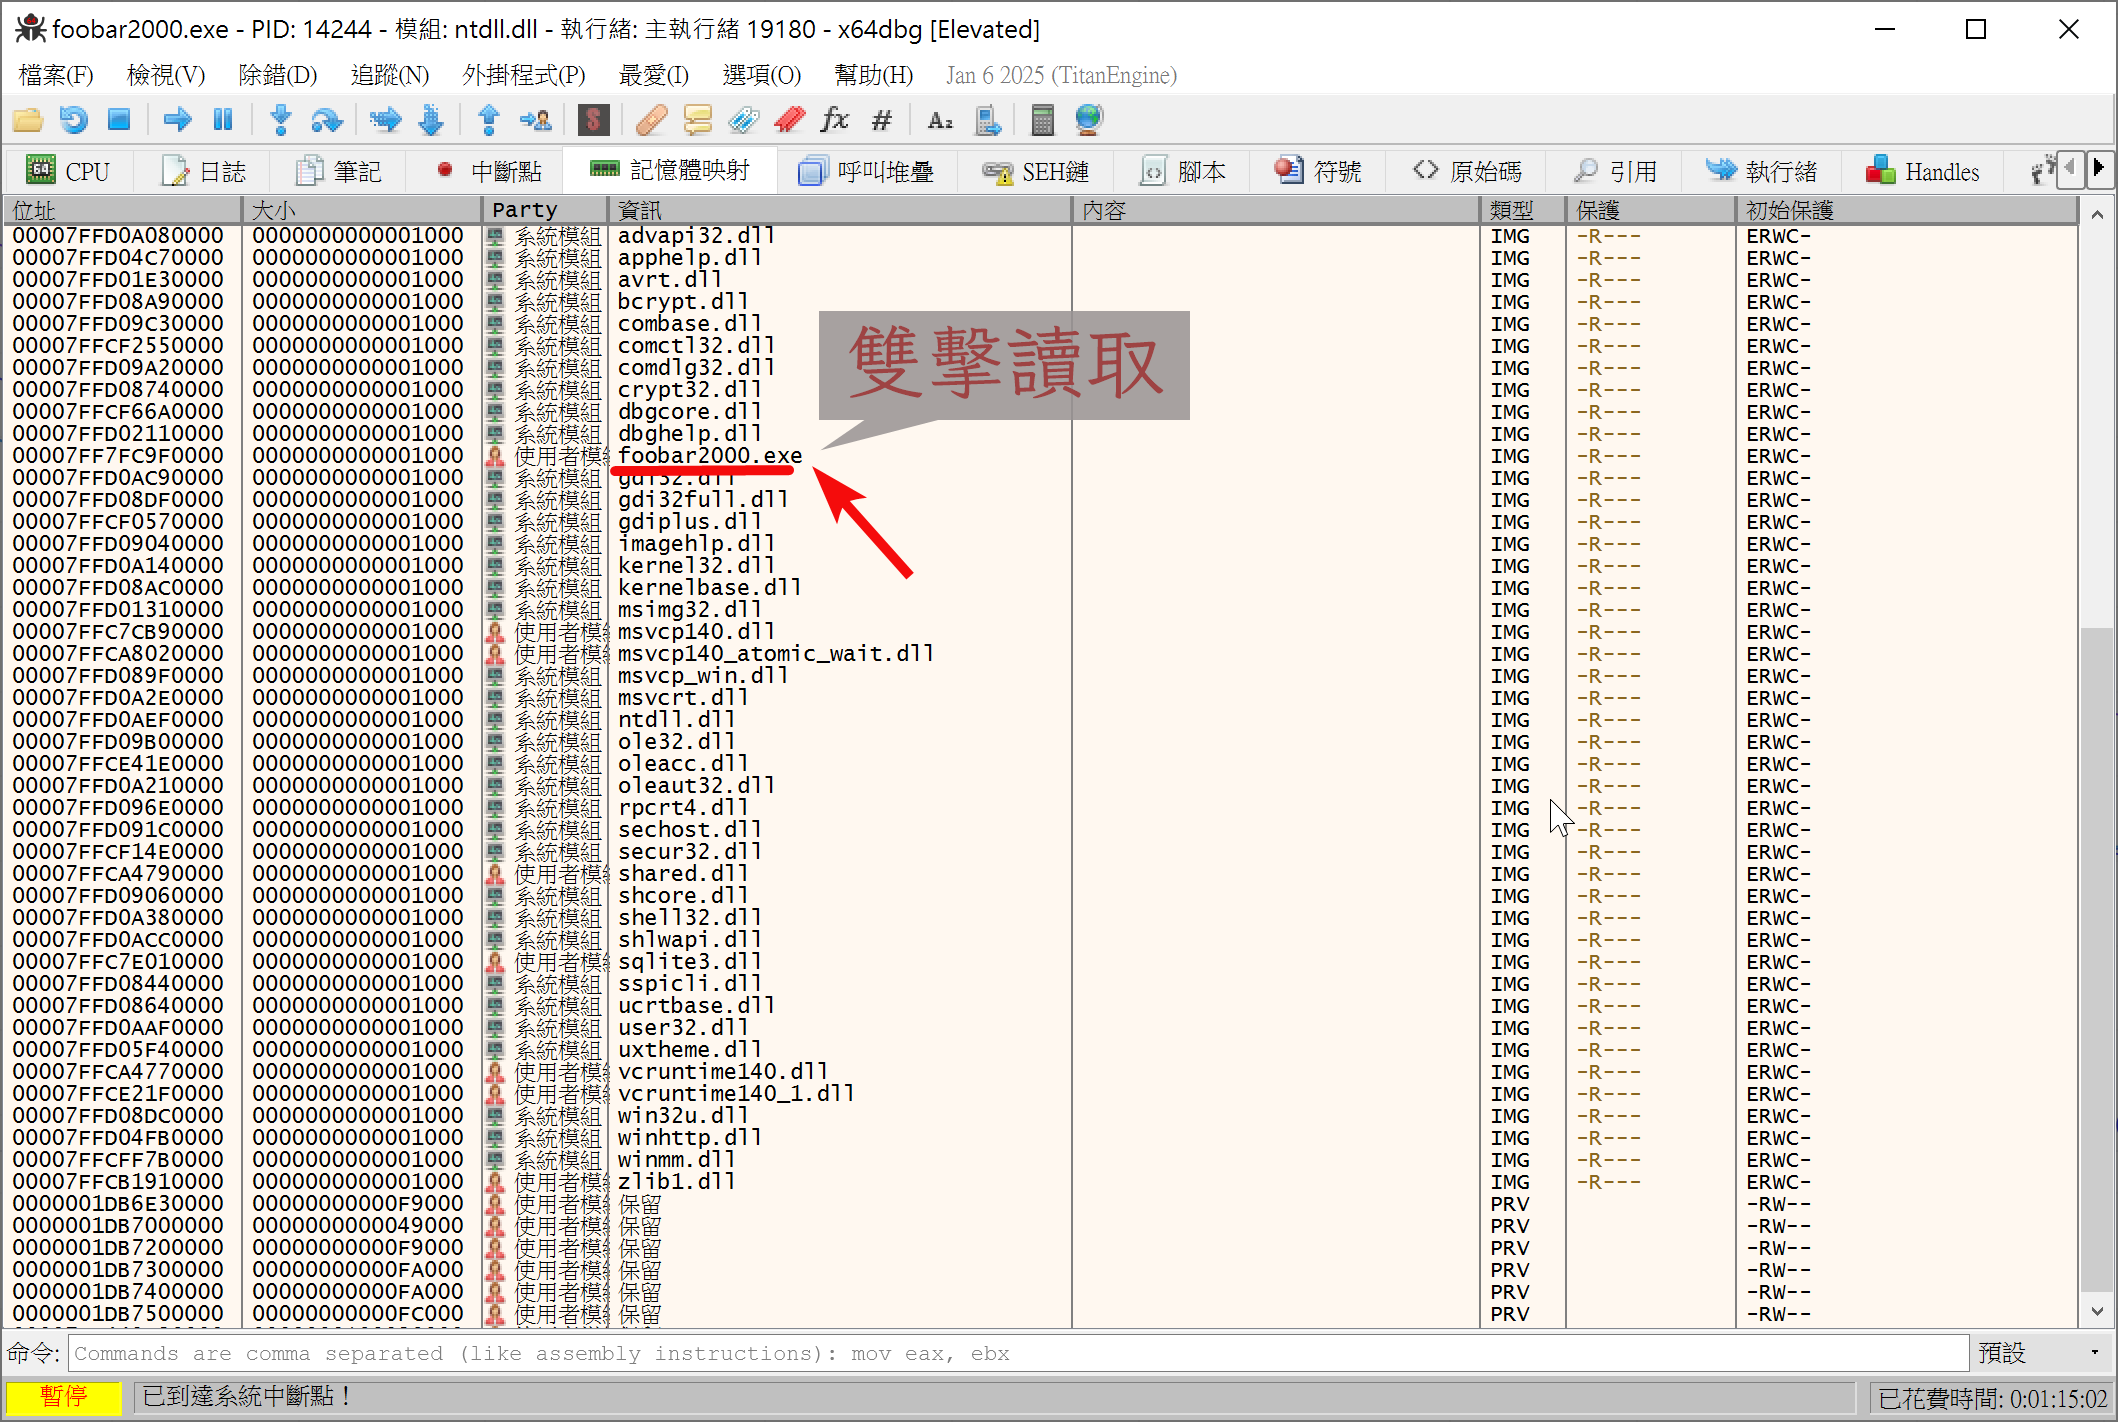 foobar2000.exe - PID: 14244 - 模組: ntdll.dll - 執行緒: 主執行緒 19180 - x64dbg [Elevated]
檔案(F) 檢視(V) 除錯(D) 追蹤(N) 外掛程式(P) 最愛(I) 選項(O) 幫助(H) Jan 6 2025 (TitanEngine)
CPU 日誌 筆記 中斷點 記憶體映射 呼叫堆疊 SEH鏈 腳本 符號 原始碼 引用 執行緒 Handles
位址 大小 Party 資訊 內容 類型 保護 初始保護
00007FFD0A080000 0000000000001000 系統模組 advapi32.dll IMG -R--- ERWC-
00007FFD04C70000 0000000000001000 系統模組 apphelp.dll IMG -R--- ERWC-
00007FFD01E30000 0000000000001000 系統模組 avrt.dll IMG -R--- ERWC-
00007FFD08A90000 0000000000001000 系統模組 bcrypt.dll IMG -R--- ERWC-
00007FFD09C30000 0000000000001000 系統模組 combase.dll IMG -R--- ERWC-
00007FFCF2550000 0000000000001000 系統模組 comctl32.dll IMG -R--- ERWC-
雙擊讀取
00007FFD09A20000 0000000000001000 系統模組 comdlg32.dll IMG -R--- ERWC-
00007FFD08740000 0000000000001000 系統模組 crypt32.dll IMG -R--- ERWC-
00007FFCF66A0000 0000000000001000 系統模組 dbgcore.dll IMG -R--- ERWC-
00007FFD02110000 0000000000001000 系統模組 dbghelp.dll IMG -R--- ERWC-
00007FF7FC9F0000 0000000000001000 使用者模組 foobar2000.exe IMG -R--- ERWC-
00007FFD0AC90000 0000000000001000 系統模組 gdi32.dll IMG -R--- ERWC-
00007FFD08DF0000 0000000000001000 系統模組 gdi32full.dll IMG -R--- ERWC-
00007FFCF0570000 0000000000001000 系統模組 gdiplus.dll IMG -R--- ERWC-
00007FFD09040000 0000000000001000 系統模組 imagehlp.dll IMG -R--- ERWC-
00007FFD0A140000 0000000000001000 系統模組 kernel32.dll IMG -R--- ERWC-
00007FFD08AC0000 0000000000001000 系統模組 kernelbase.dll IMG -R--- ERWC-
00007FFD01310000 0000000000001000 系統模組 msimg32.dll IMG -R--- ERWC-
00007FFC7CB90000 0000000000001000 使用者模組 msvcp140.dll IMG -R--- ERWC-
00007FFCA8020000 0000000000001000 使用者模組 msvcp140_atomic_wait.dll IMG -R--- ERWC-
00007FFD089F0000 0000000000001000 系統模組 msvcp_win.dll IMG -R--- ERWC-
00007FFD0A2E0000 0000000000001000 系統模組 msvcrt.dll IMG -R--- ERWC-
00007FFD0AEF0000 0000000000001000 系統模組 ntdll.dll IMG -R--- ERWC-
00007FFD09B00000 0000000000001000 系統模組 ole32.dll IMG -R--- ERWC-
00007FFCE41E0000 0000000000001000 系統模組 oleacc.dll IMG -R--- ERWC-
00007FFD0A210000 0000000000001000 系統模組 oleaut32.dll IMG -R--- ERWC-
00007FFD096E0000 0000000000001000 系統模組 rpcrt4.dll IMG -R--- ERWC-
00007FFD091C0000 0000000000001000 系統模組 sechost.dll IMG -R--- ERWC-
00007FFCF14E0000 0000000000001000 系統模組 secur32.dll IMG -R--- ERWC-
00007FFCA4790000 0000000000001000 使用者模組 shared.dll IMG -R--- ERWC-
00007FFD09060000 0000000000001000 系統模組 shcore.dll IMG -R--- ERWC-
00007FFD0A380000 0000000000001000 系統模組 shell32.dll IMG -R--- ERWC-
00007FFD0ACC0000 0000000000001000 系統模組 shlwapi.dll IMG -R--- ERWC-
00007FFC7E010000 0000000000001000 使用者模組 sqlite3.dll IMG -R--- ERWC-
00007FFD08440000 0000000000001000 系統模組 sspicli.dll IMG -R--- ERWC-
00007FFD08640000 0000000000001000 系統模組 ucrtbase.dll IMG -R--- ERWC-
00007FFD0AAF0000 0000000000001000 系統模組 user32.dll IMG -R--- ERWC-
00007FFD05F40000 0000000000001000 系統模組 uxtheme.dll IMG -R--- ERWC-
00007FFCA4770000 0000000000001000 使用者模組 vcruntime140.dll IMG -R--- ERWC-
00007FFCE21F0000 0000000000001000 使用者模組 vcruntime140_1.dll IMG -R--- ERWC-
00007FFD08DC0000 0000000000001000 系統模組 win32u.dll IMG -R--- ERWC-
00007FFD04FB0000 0000000000001000 系統模組 winhttp.dll IMG -R--- ERWC-
00007FFCFF7B0000 0000000000001000 系統模組 winmm.dll IMG -R--- ERWC-
00007FFCB1910000 0000000000001000 使用者模組 zlib1.dll IMG -R--- ERWC-
0000001DB6E30000 00000000000F9000 使用者模組 保留 PRV -RW--
0000001DB7000000 0000000000049000 使用者模組 保留 PRV -RW--
0000001DB7200000 00000000000F9000 使用者模組 保留 PRV -RW--
0000001DB7300000 00000000000FA000 使用者模組 保留 PRV -RW--
0000001DB7400000 00000000000FA000 使用者模組 保留 PRV -RW--
0000001DB7500000 00000000000FC000 使用者模組 保留 PRV -RW--
命令: Commands are comma separated (like assembly instructions): mov eax, ebx 預設
暫停 已到達系統中斷點！ 已花費時間: 0:01:15:02